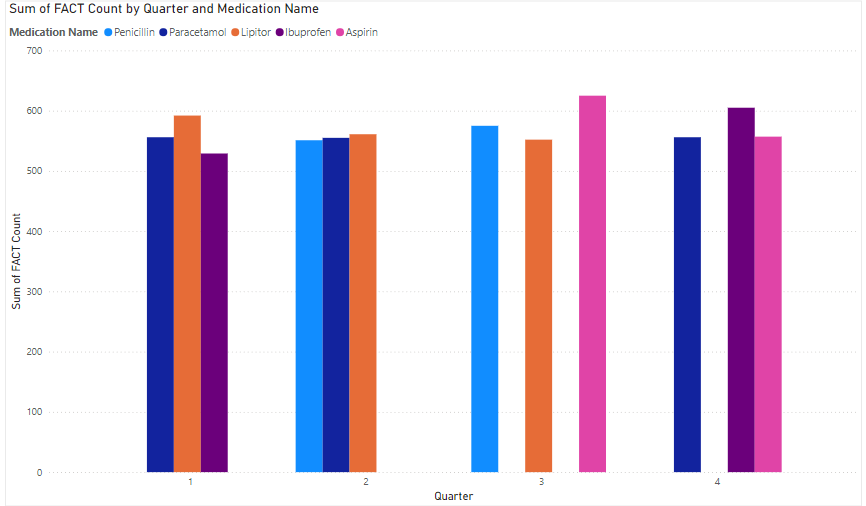 Sum of FACT Count by Quarter and Medication Name
Medication Name Penicillin Paracetamol Lipitor Ibuprofen Aspirin
700
600
500
400
300
200
100
0
Sum of FACT Count
1 2 3 4
Quarter